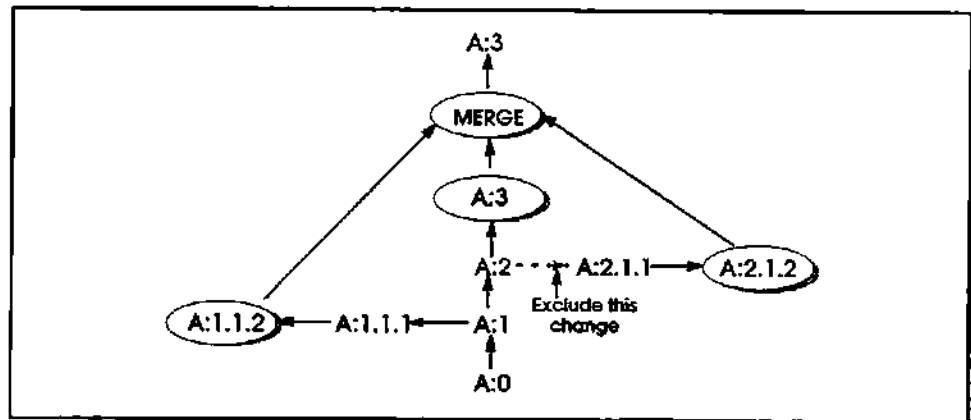 A:3
MERGE
A:3
A:2
A:2.1.1
A:2.1.2
Exclude this
change
A:1.1.2
A:1.1.1
A:1
A:0